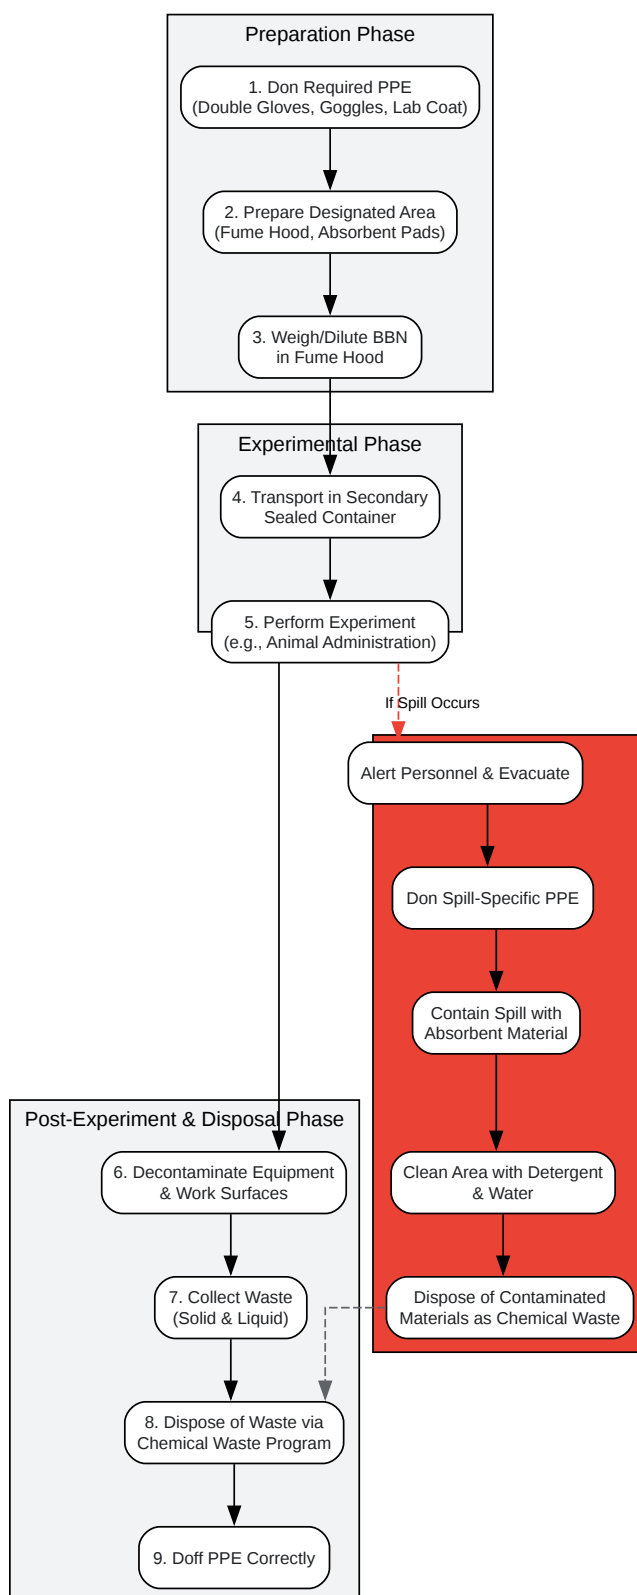 Preparation Phase
1. Don Required PPE
(Double Gloves, Goggles, Lab Coat)
2. Prepare Designated Area
(Fume Hood, Absorbent Pads)
3. Weigh/Dilute BBN
in Fume Hood
Experimental Phase
4. Transport in Secondary
Sealed Container
5. Perform Experiment
(e.g., Animal Administration)
If Spill Occurs
Alert Personnel & Evacuate
Don Spill-Specific PPE
Contain Spill with
Absorbent Material
Clean Area with Detergent
& Water
Dispose of Contaminated
Materials as Chemical Waste
Post-Experiment & Disposal Phase
6. Decontaminate Equipment
& Work Surfaces
7. Collect Waste
(Solid & Liquid)
8. Dispose of Waste via
Chemical Waste Program
9. Doff PPE Correctly